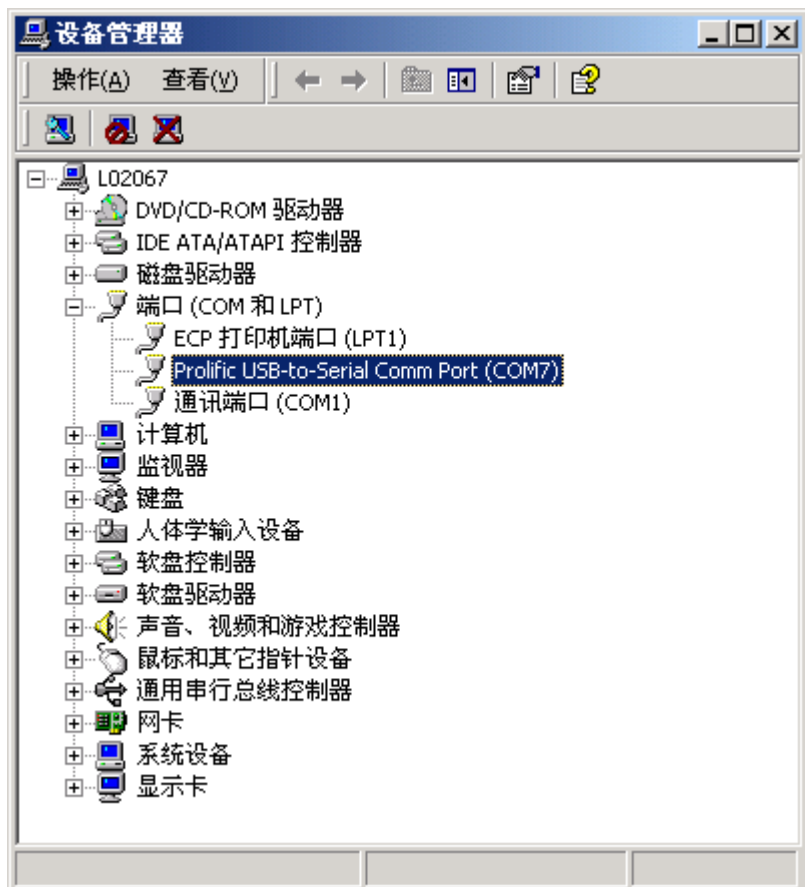 设备管理器
操作(A) 查看(V)
L02067
DVD/CD-ROM 驱动器
IDE ATA/ATAPI 控制器
磁盘驱动器
端口 (COM 和 LPT)
ECP 打印机端口 (LPT1)
Prolific USB-to-Serial Comm Port (COM7)
通讯端口 (COM1)
计算机
监视器
键盘
人体学输入设备
软盘控制器
软盘驱动器
声音、视频和游戏控制器
鼠标和其它指针设备
通用串行总线控制器
网卡
系统设备
显示卡